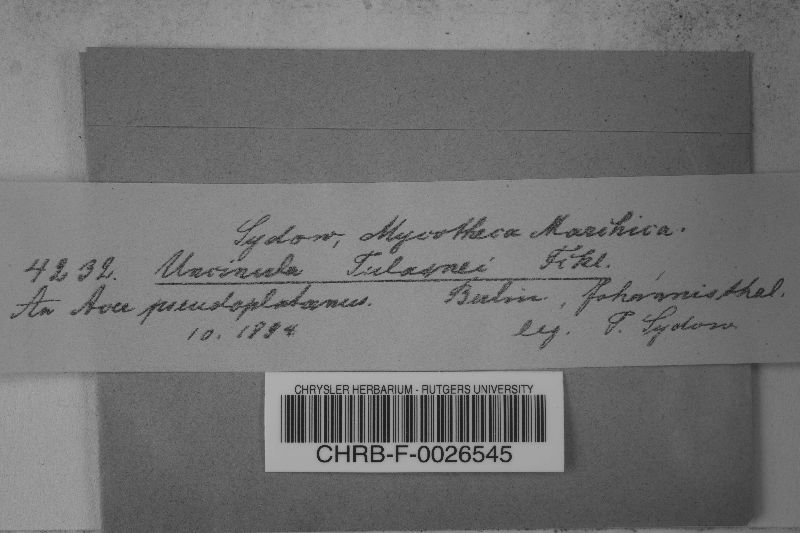 Sydow, Mycotheca Marchica.
4232. Uncinula Tulasnei Fckl.
An Acer pseudoplatanus. Berlin, Johannisthal.
10. 1894 leg. P. Sydow
CHRYSLER HERBARIUM - RUTGERS UNIVERSITY
CHRB-F-0026545